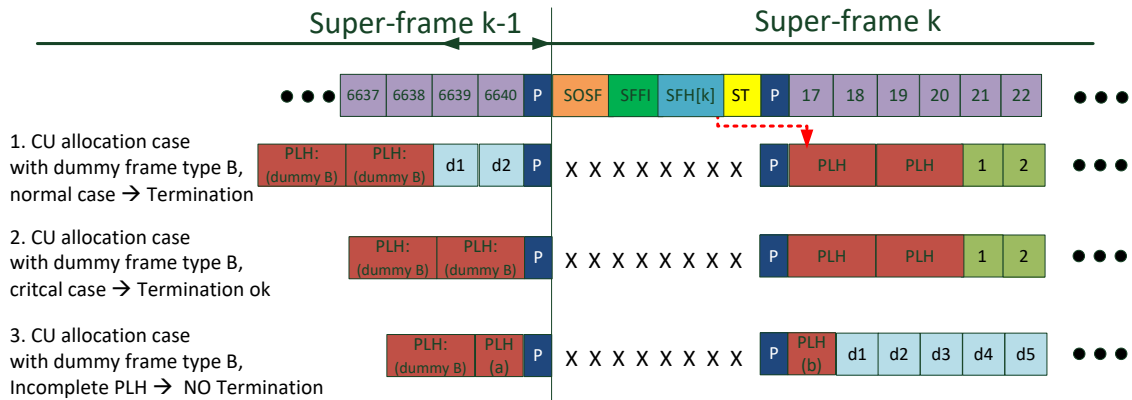 Super-frame k-1 Super-frame k
●●● 6637 6638 6639 6640 P SOSF SFFI SFH[k] ST P 17 18 19 20 21 22 ●●●
1. CU allocation case
with dummy frame type B,
normal case → Termination
PLH: (dummy B) PLH: (dummy B) d1 d2 P X X X X X X X X P PLH PLH 1 2 ●●●
2. CU allocation case
with dummy frame type B,
critcal case → Termination ok
PLH: (dummy B) PLH: (dummy B) P X X X X X X X X P PLH PLH 1 2 ●●●
3. CU allocation case
with dummy frame type B,
Incomplete PLH → NO Termination
PLH: (dummy B) PLH (a) P X X X X X X X X P PLH (b) d1 d2 d3 d4 d5 ●●●